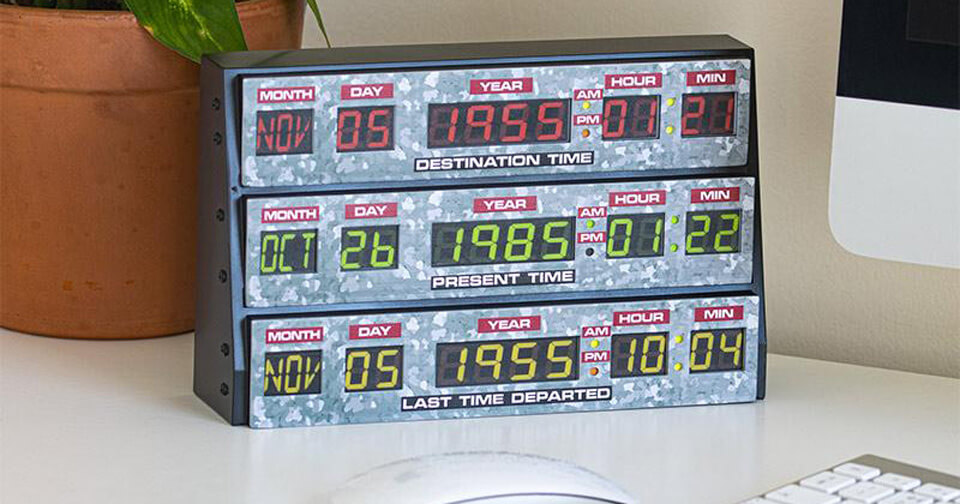 MONTH DAY YEAR AM HOUR MIN
NOV 05 1955 PM 01 21
DESTINATION TIME
MONTH DAY YEAR AM HOUR MIN
OCT 26 1985 PM 01 22
PRESENT TIME
MONTH DAY YEAR AM HOUR MIN
NOV 05 1955 PM 10 04
LAST TIME DEPARTED